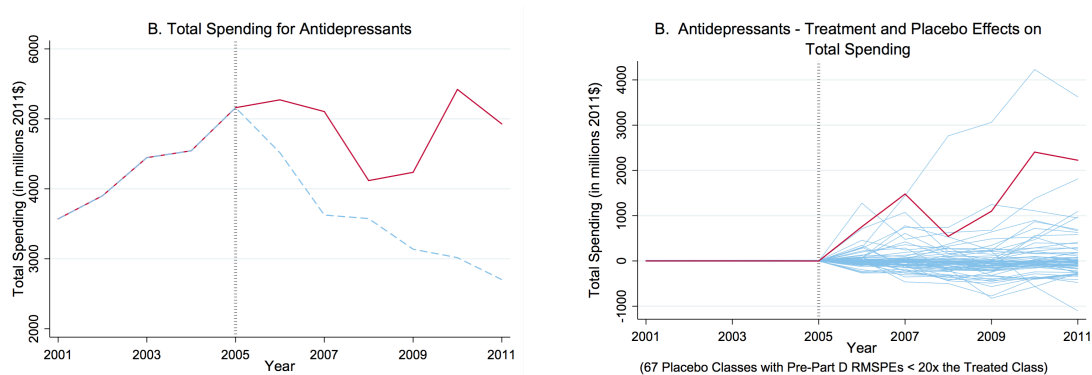 B. Total Spending for Antidepressants
Total Spending (in millions 2011$)
6000
5000
4000
3000
2000
2001
2003
2005
2007
2009
2011
Year
B. Antidepressants - Treatment and Placebo Effects on
Total Spending
Total Spending (in millions 2011$)
4000
3000
2000
1000
0
-1000
2001
2003
2005
2007
2009
2011
Year
(67 Placebo Classes with Pre-Part D RMSPEs < 20x the Treated Class)